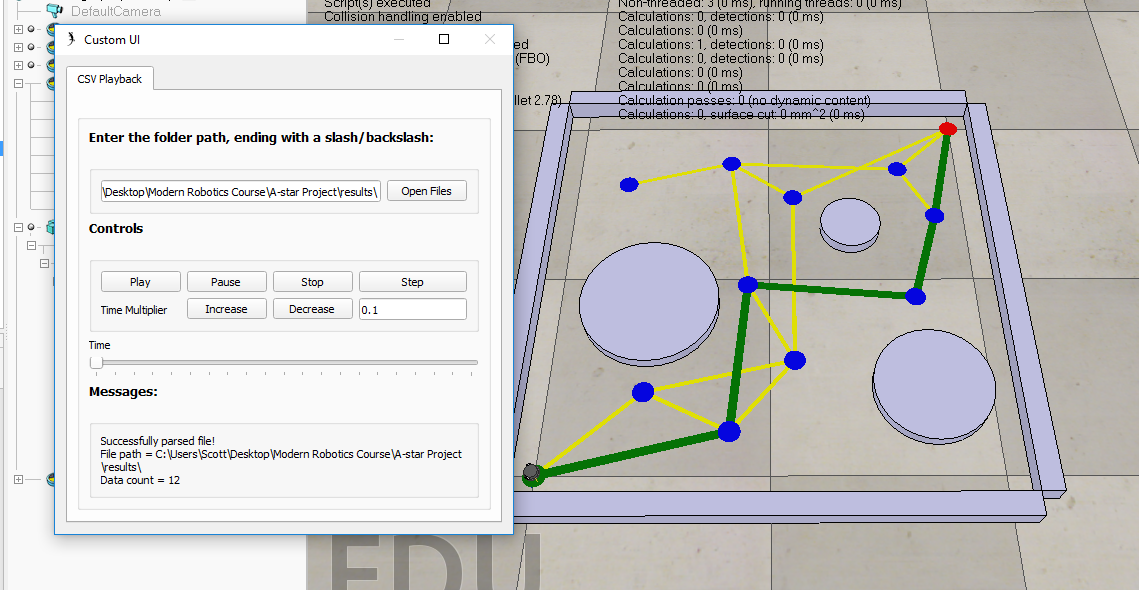 DefaultCamera
Script(s) executed
Collision handling enabled
ed
(FBO)
llet 2.78)
Non-threaded: 3 (0 ms), running threads: 0 (0 ms)
Calculations: 0, detections: 0 (0 ms)
Calculations: 0 (0 ms)
Calculations: 1, detections: 0 (0 ms)
Calculations: 0, detections: 0 (0 ms)
Calculations: 0 (0 ms)
Calculations: 0 (0 ms)
Calculation passes: 0 (no dynamic content)
Calculations: 0, surface cut: 0 mm^2 (0 ms)
Custom UI
CSV Playback
Enter the folder path, ending with a slash/backslash:
\Desktop\Modern Robotics Course\A-star Project\results\
Open Files
Controls
Play Pause Stop Step
Time Multiplier Increase Decrease 0.1
Time
Messages:
Successfully parsed file!
File path = C:\Users\Scott\Desktop\Modern Robotics Course\A-star Project
\results\
Data count = 12
EDU